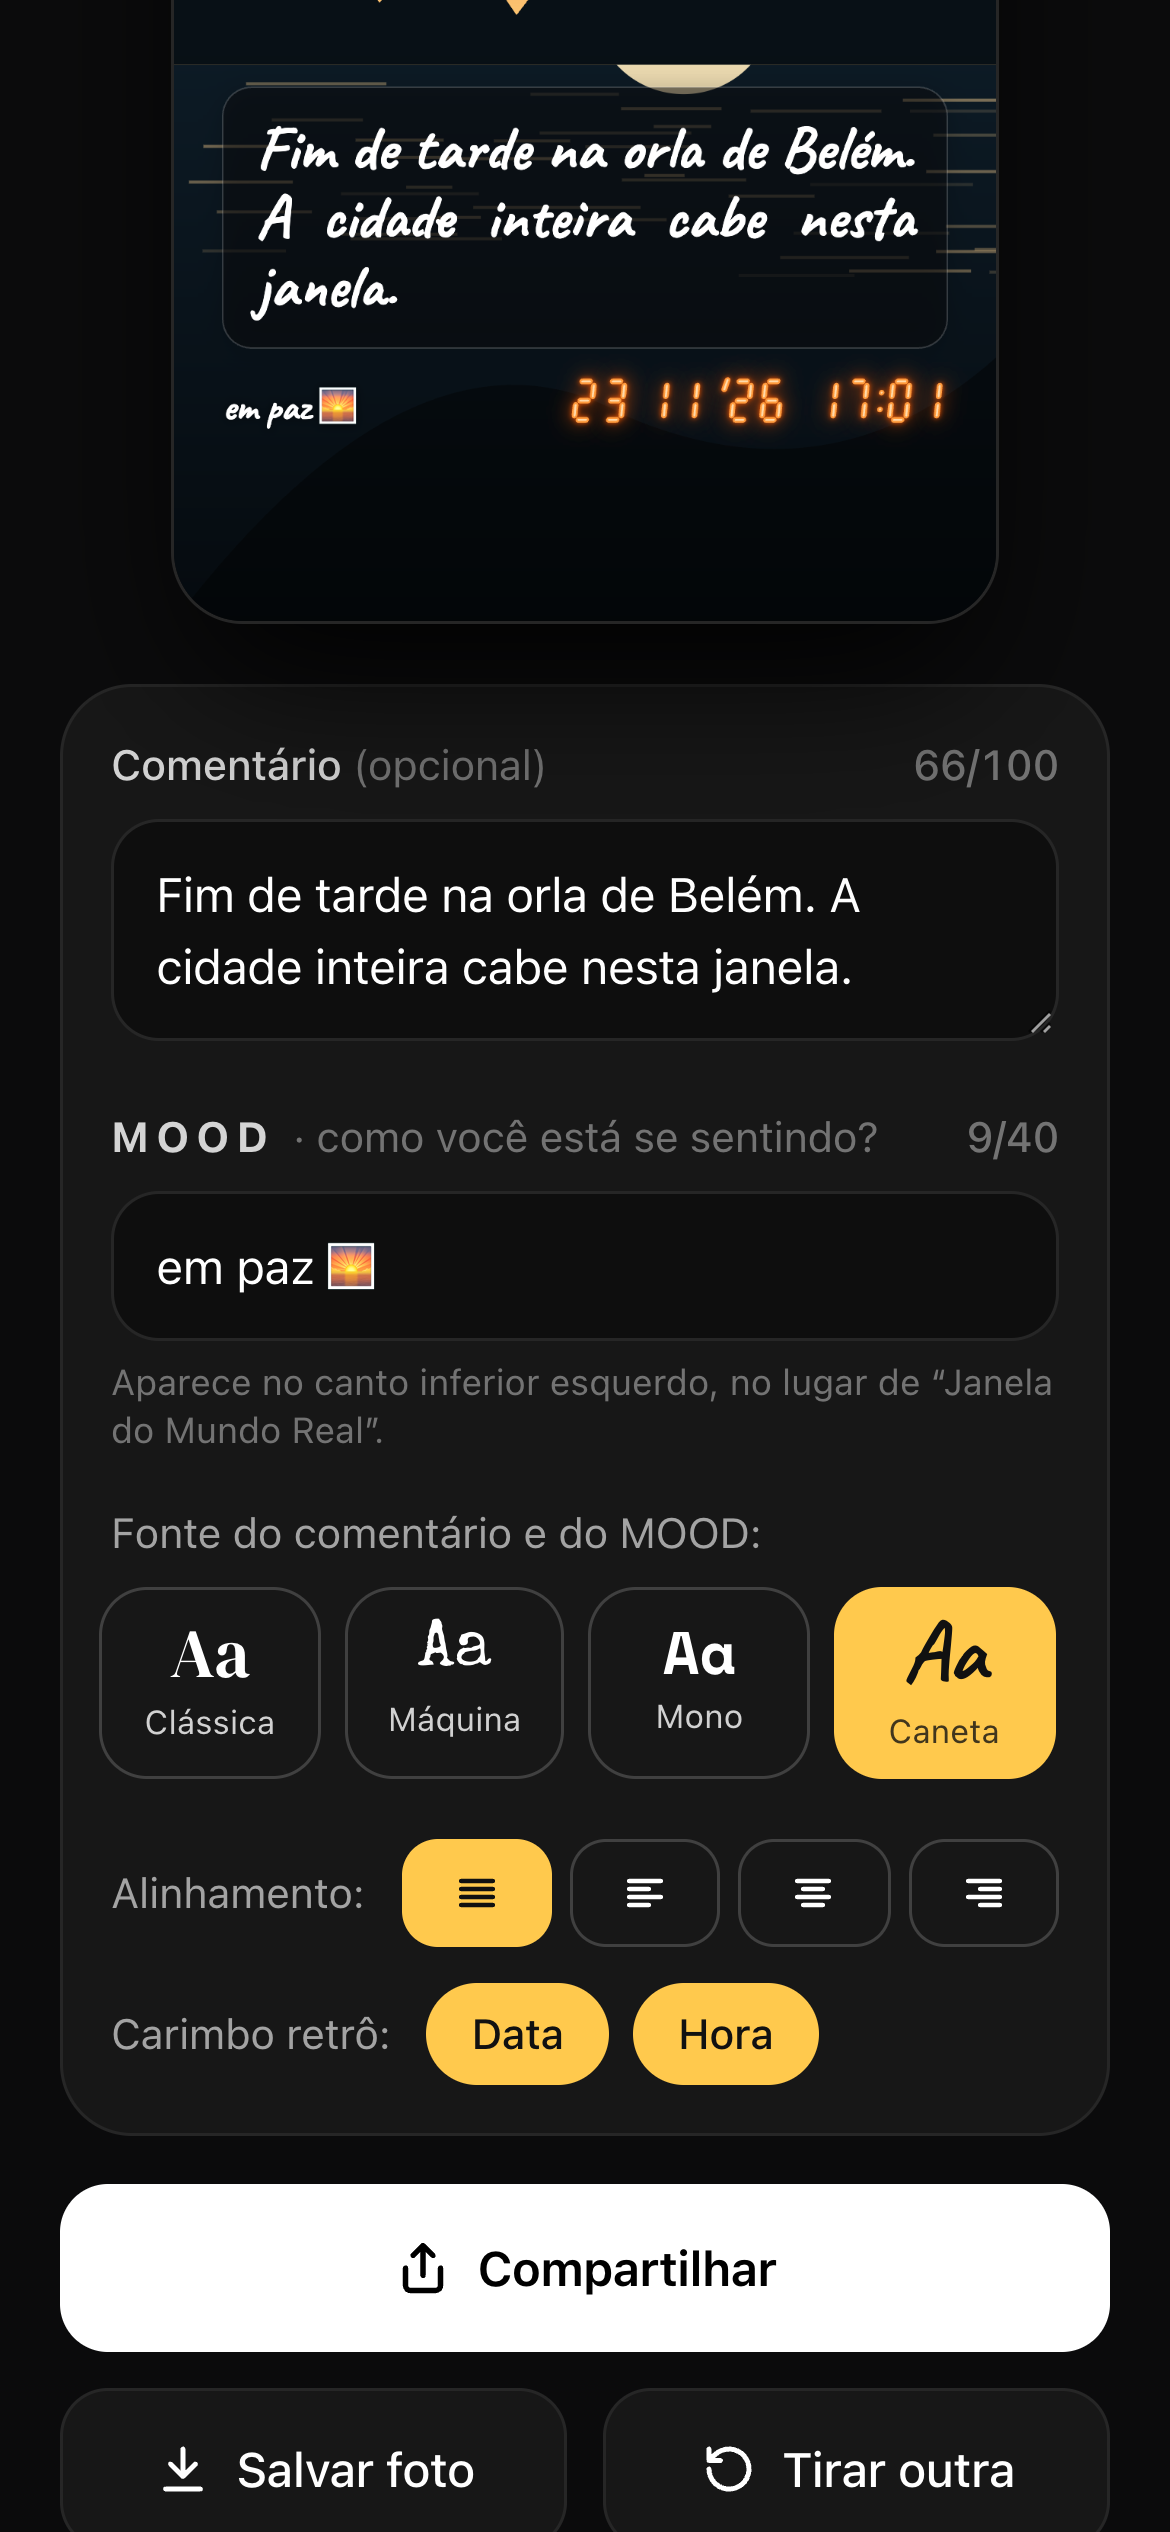 Fim de tarde na orla de Belém.
A cidade inteira cabe nesta
janela.
em paz 🌅 23 11 '26 17:01
Comentário (opcional) 66/100
Fim de tarde na orla de Belém. A
cidade inteira cabe nesta janela.
MOOD · como você está se sentindo? 9/40
em paz 🌅
Aparece no canto inferior esquerdo, no lugar de “Janela
do Mundo Real”.
Fonte do comentário e do MOOD:
Aa Aa Aa Aa
Clássica Máquina Mono Caneta
Alinhamento:
Carimbo retrô: Data Hora
Compartilhar
Salvar foto Tirar outra